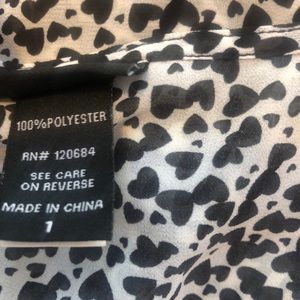 100%POLYESTER
RN# 120684
SEE CARE
ON REVERSE
MADE IN CHINA
1